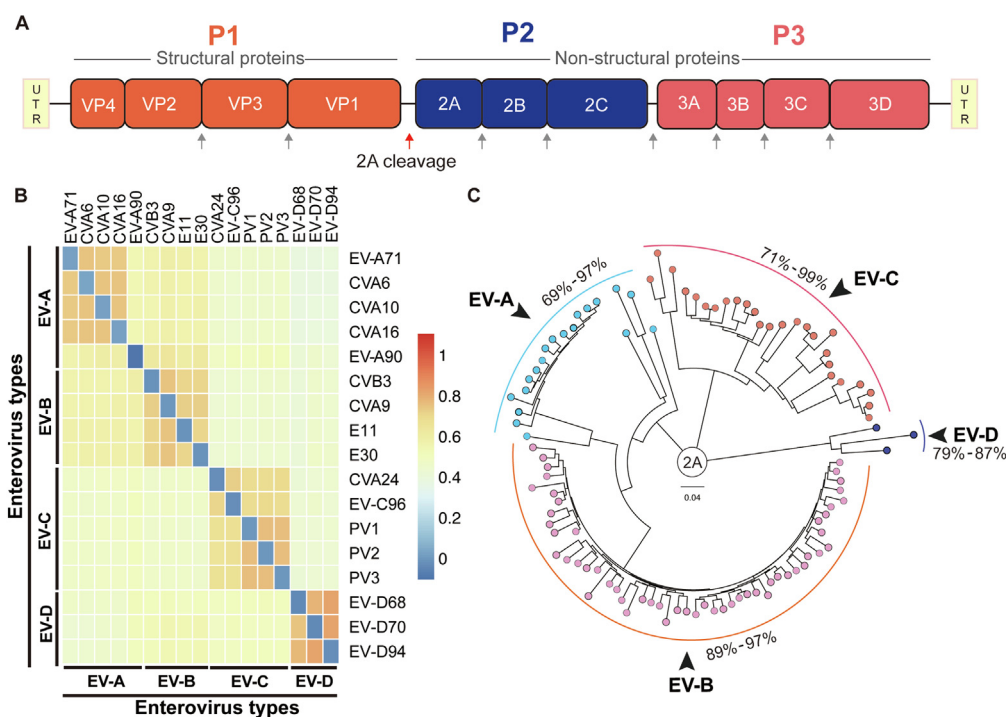 A
P1
P2
P3
Structural proteins
Non-structural proteins
UTR
VP4
VP2
VP3
VP1
2A
2B
2C
3A
3B
3C
3D
UTR
2A cleavage
B
EV-A71
CVA6
CVA10
CVA16
EV-A90
CVB3
CVA9
E11
E30
CVA24
EV-C96
PV1
PV2
PV3
EV-D68
EV-D70
EV-D94
Enterovirus types
EV-A
EV-B
EV-C
EV-D
EV-A71
CVA6
CVA10
CVA16
EV-A90
CVB3
CVA9
E11
E30
CVA24
EV-C96
PV1
PV2
PV3
EV-D68
EV-D70
EV-D94
EV-A
EV-B
EV-C
EV-D
Enterovirus types
1
0.8
0.6
0.4
0.2
0
C
EV-A
69%-97%
71%-99%
EV-C
EV-D
79%-87%
2A
0.04
89%-97%
EV-B